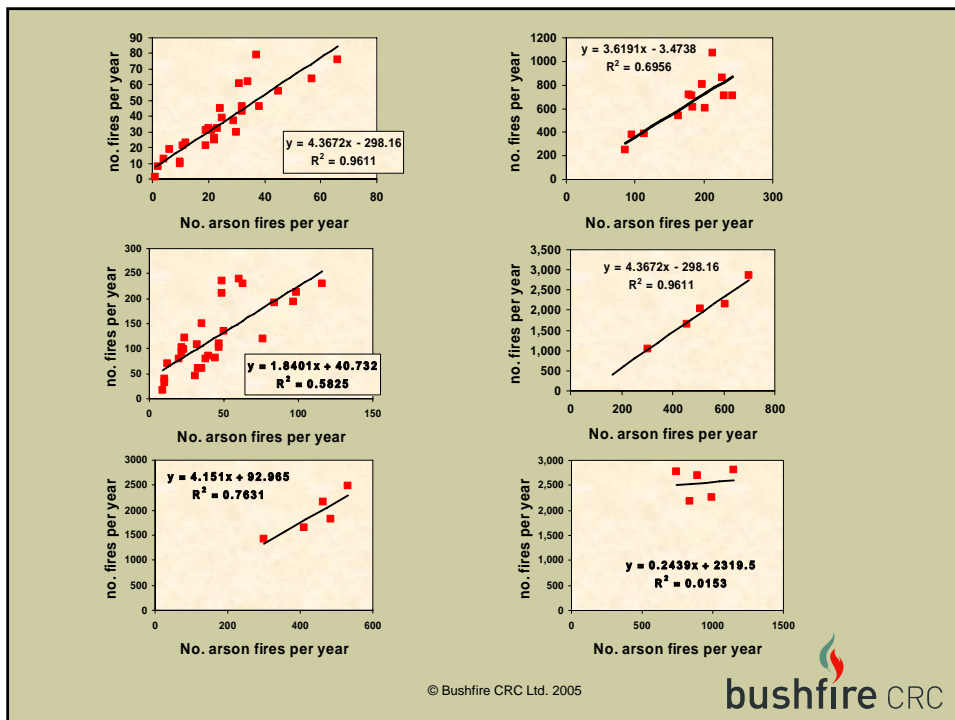 90
80
70
60
50
40
30
20
10
0
0 20 40 60 80
no. fires per year
No. arson fires per year
y = 4.3672x - 298.16
R² = 0.9611
1200
1000
800
600
400
200
0
0 100 200 300
no. fires per year
No. arson fires per year
y = 3.6191x - 3.4738
R² = 0.6956
300
250
200
150
100
50
0
0 50 100 150
no. fires per year
No. arson fires per year
y = 1.8401x + 40.732
R² = 0.5825
3,500
3,000
2,500
2,000
1,500
1,000
500
0
0 200 400 600 800
no. fires per year
No. arson fires per year
y = 4.3672x - 298.16
R² = 0.9611
3000
2500
2000
1500
1000
500
0
0 200 400 600
no. fires per year
No. arson fires per year
y = 4.151x + 92.965
R² = 0.7631
3,000
2,500
2,000
1,500
1,000
500
0
0 500 1000 1500
no. fires per year
No. arson fires per year
y = 0.2439x + 2319.5
R² = 0.0153
© Bushfire CRC Ltd. 2005
bushfire CRC